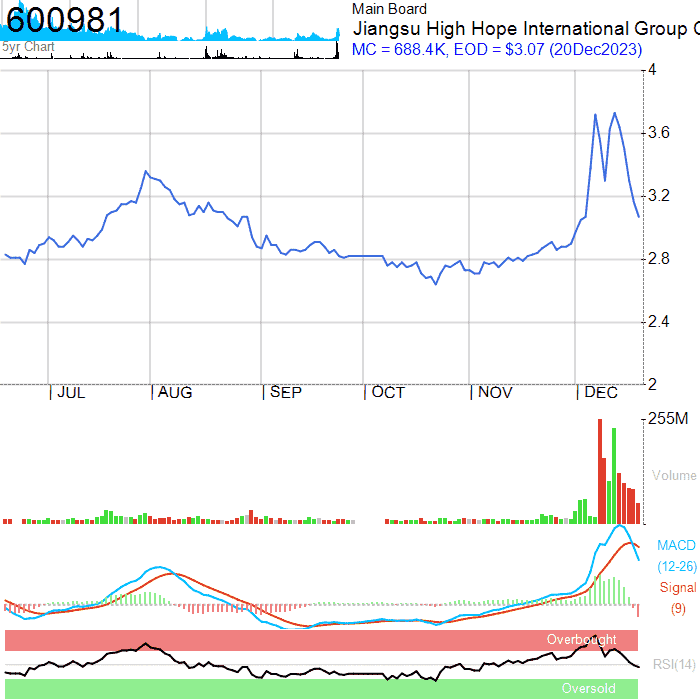 600981
5yr Chart
Main Board
Jiangsu High Hope International Group C
MC = 688.4K, EOD = $3.07 (20Dec2023)
4
3.6
3.2
2.8
2.4
2
JUL AUG SEP OCT NOV DEC
255M
Volume
MACD
(12-26)
Signal
(9)
Overbought
RSI(14)
Oversold